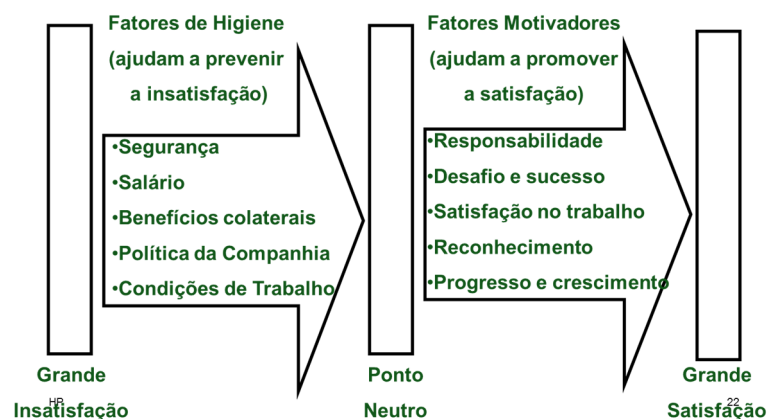 Fatores de Higiene
(ajudam a prevenir
a insatisfação)
•Segurança
•Salário
•Benefícios colaterais
•Política da Companhia
•Condições de Trabalho
Fatores Motivadores
(ajudam a promover
a satisfação)
•Responsabilidade
•Desafio e sucesso
•Satisfação no trabalho
•Reconhecimento
•Progresso e crescimento
Grande
Insatisfação
Ponto
Neutro
Grande
Satisfação
HR
22